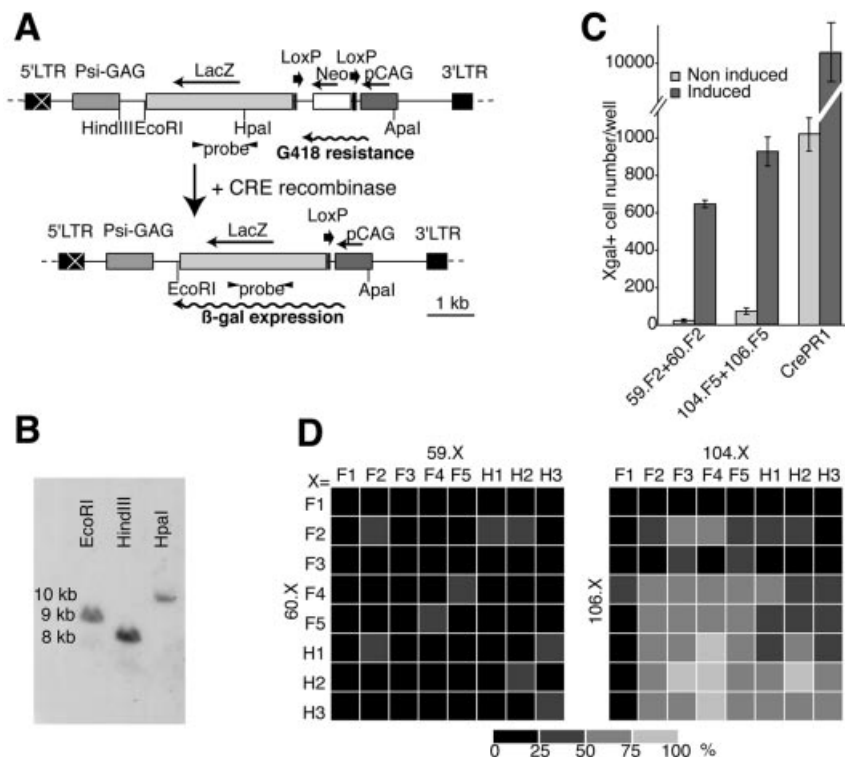 A
LoxP LoxP
5'LTR Psi-GAG LacZ Neo pCAG 3'LTR
HindIII EcoRI HpaI ApaI
probe
G418 resistance
+ CRE recombinase
LoxP
5'LTR Psi-GAG LacZ pCAG 3'LTR
EcoRI probe ApaI
ß-gal expression
1 kb
B
EcoRI
HindIII
HpaI
10 kb
9 kb
8 kb
C
Xgal+ cell number/well
10000
1000
800
600
400
200
0
Non induced
Induced
59.F2+60.F2
104.F5+106.F5
CrePR1
D
59.X
X= F1 F2 F3 F4 F5 H1 H2 H3
60.X
F1
F2
F3
F4
F5
H1
H2
H3
104.X
F1 F2 F3 F4 F5 H1 H2 H3
106.X
0 25 50 75 100 %